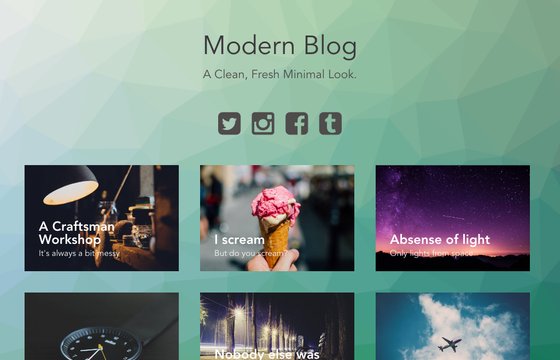 Modern Blog
A Clean, Fresh Minimal Look.
A Craftsman
Workshop
It's always a bit messy
I scream
But do you scream?
Absense of light
Only lights from space
Nobody else was